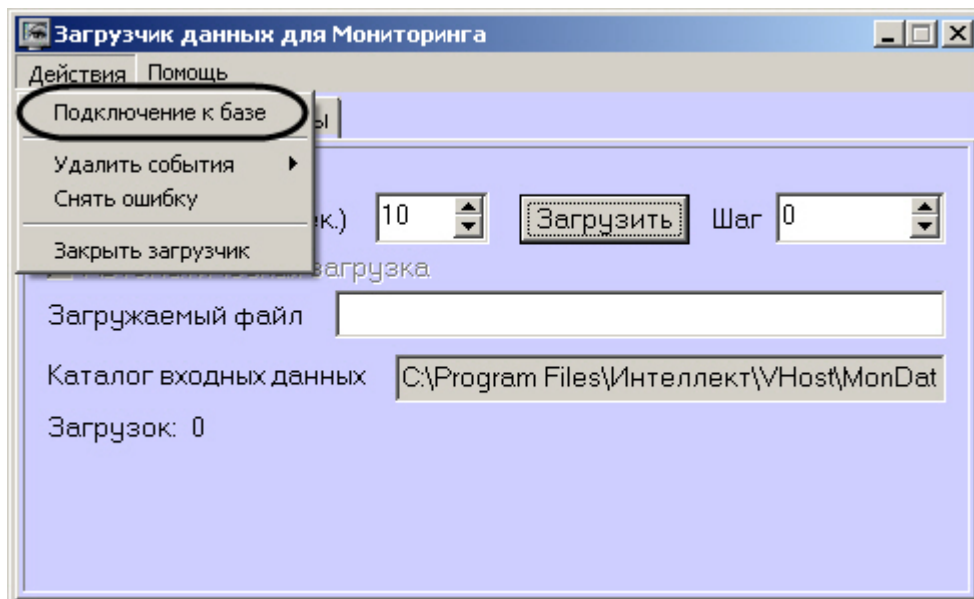 Загрузчик данных для Мониторинга
Действия Помощь
Подключение к базе
Удалить события
Снять ошибку
Закрыть загрузчик
10 Загрузить Шаг 0
загрузка
Загружаемый файл
Каталог входных данных C:\Program Files\Интеллект\VHost\MonDat
Загрузок: 0